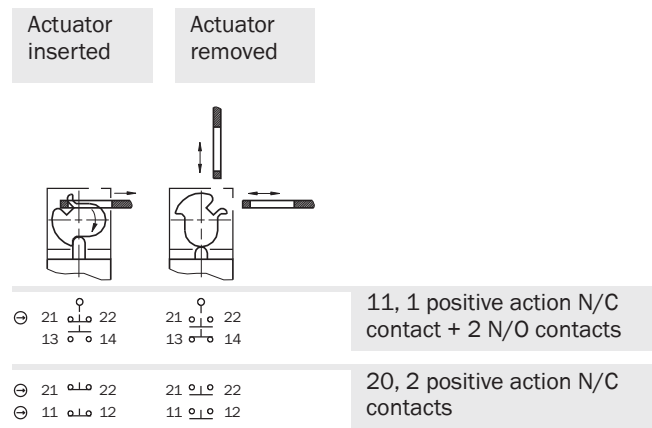 Actuator
inserted
Actuator
removed
21 22 21 22
13 14 13 14
11, 1 positive action N/C
contact + 2 N/O contacts
21 22 21 22
11 12 11 12
20, 2 positive action N/C
contacts